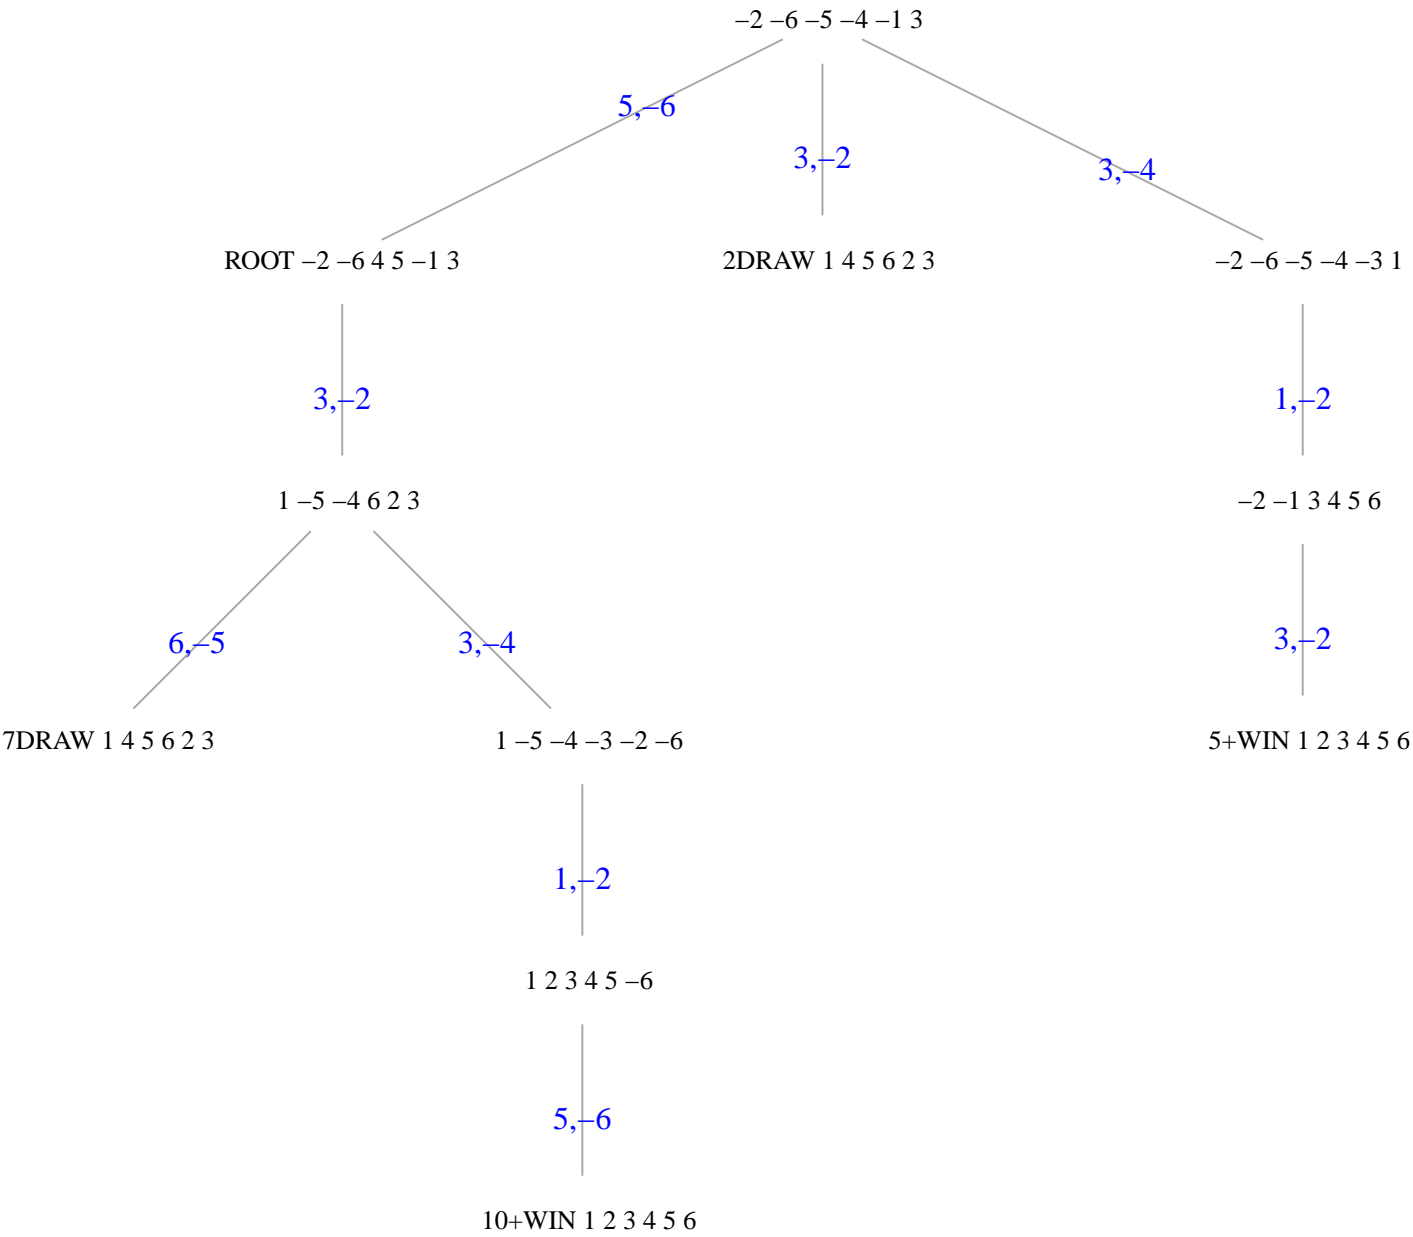 –2 –6 –5 –4 –1 3
5,–6
3,–2
3,–4
ROOT –2 –6 4 5 –1 3
2DRAW 1 4 5 6 2 3
–2 –6 –5 –4 –3 1
3,–2
1,–2
1 –5 –4 6 2 3
–2 –1 3 4 5 6
6,–5
3,–4
3,–2
7DRAW 1 4 5 6 2 3
1 –5 –4 –3 –2 –6
5+WIN 1 2 3 4 5 6
1,–2
1 2 3 4 5 –6
5,–6
10+WIN 1 2 3 4 5 6